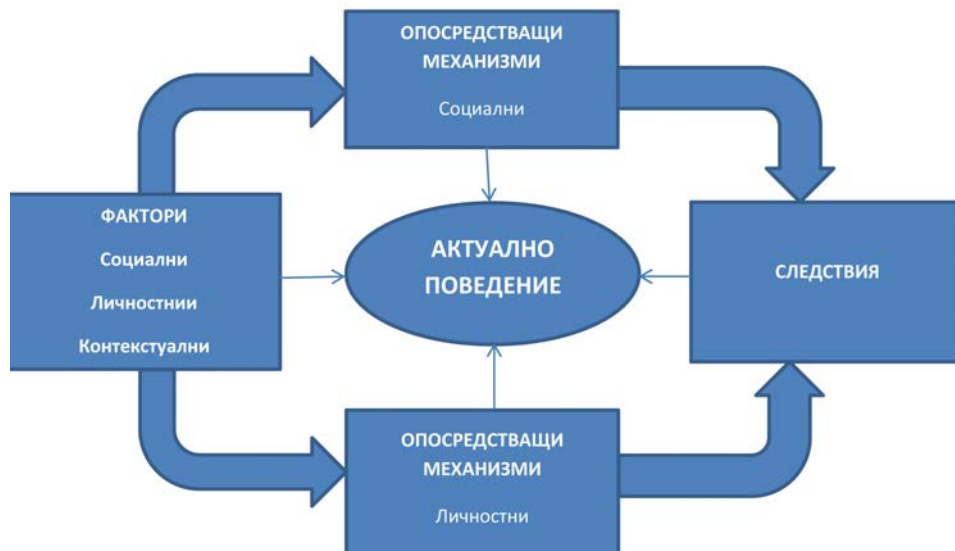 ОПОСРЕДСТВАЩИ
МЕХАНИЗМИ
Социални
ФАКТОРИ
Социални
Личностнии
Контекстуални
АКТУАЛНО
ПОВЕДЕНИЕ
СЛЕДСТВИЯ
ОПОСРЕДСТВАЩИ
МЕХАНИЗМИ
Личностни